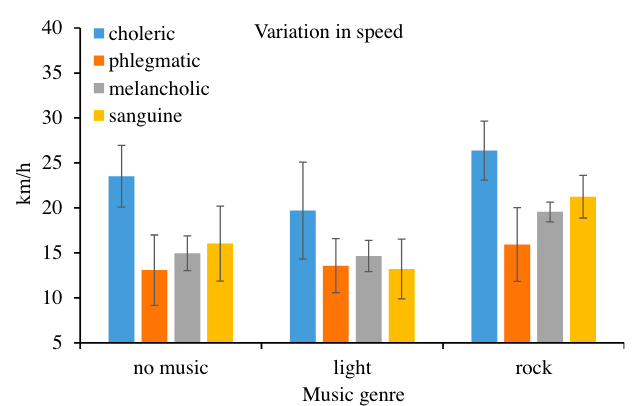 Variation in speed
choleric
phlegmatic
melancholic
sanguine
km/h
40
35
30
25
20
15
10
5
no music light rock
Music genre